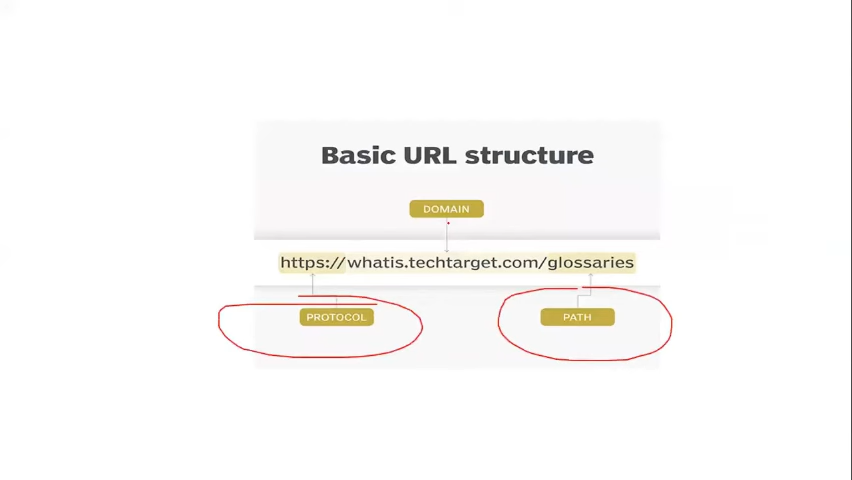 Basic URL structure
DOMAIN
https://whatis.techtarget.com/glossaries
PROTOCOL
PATH